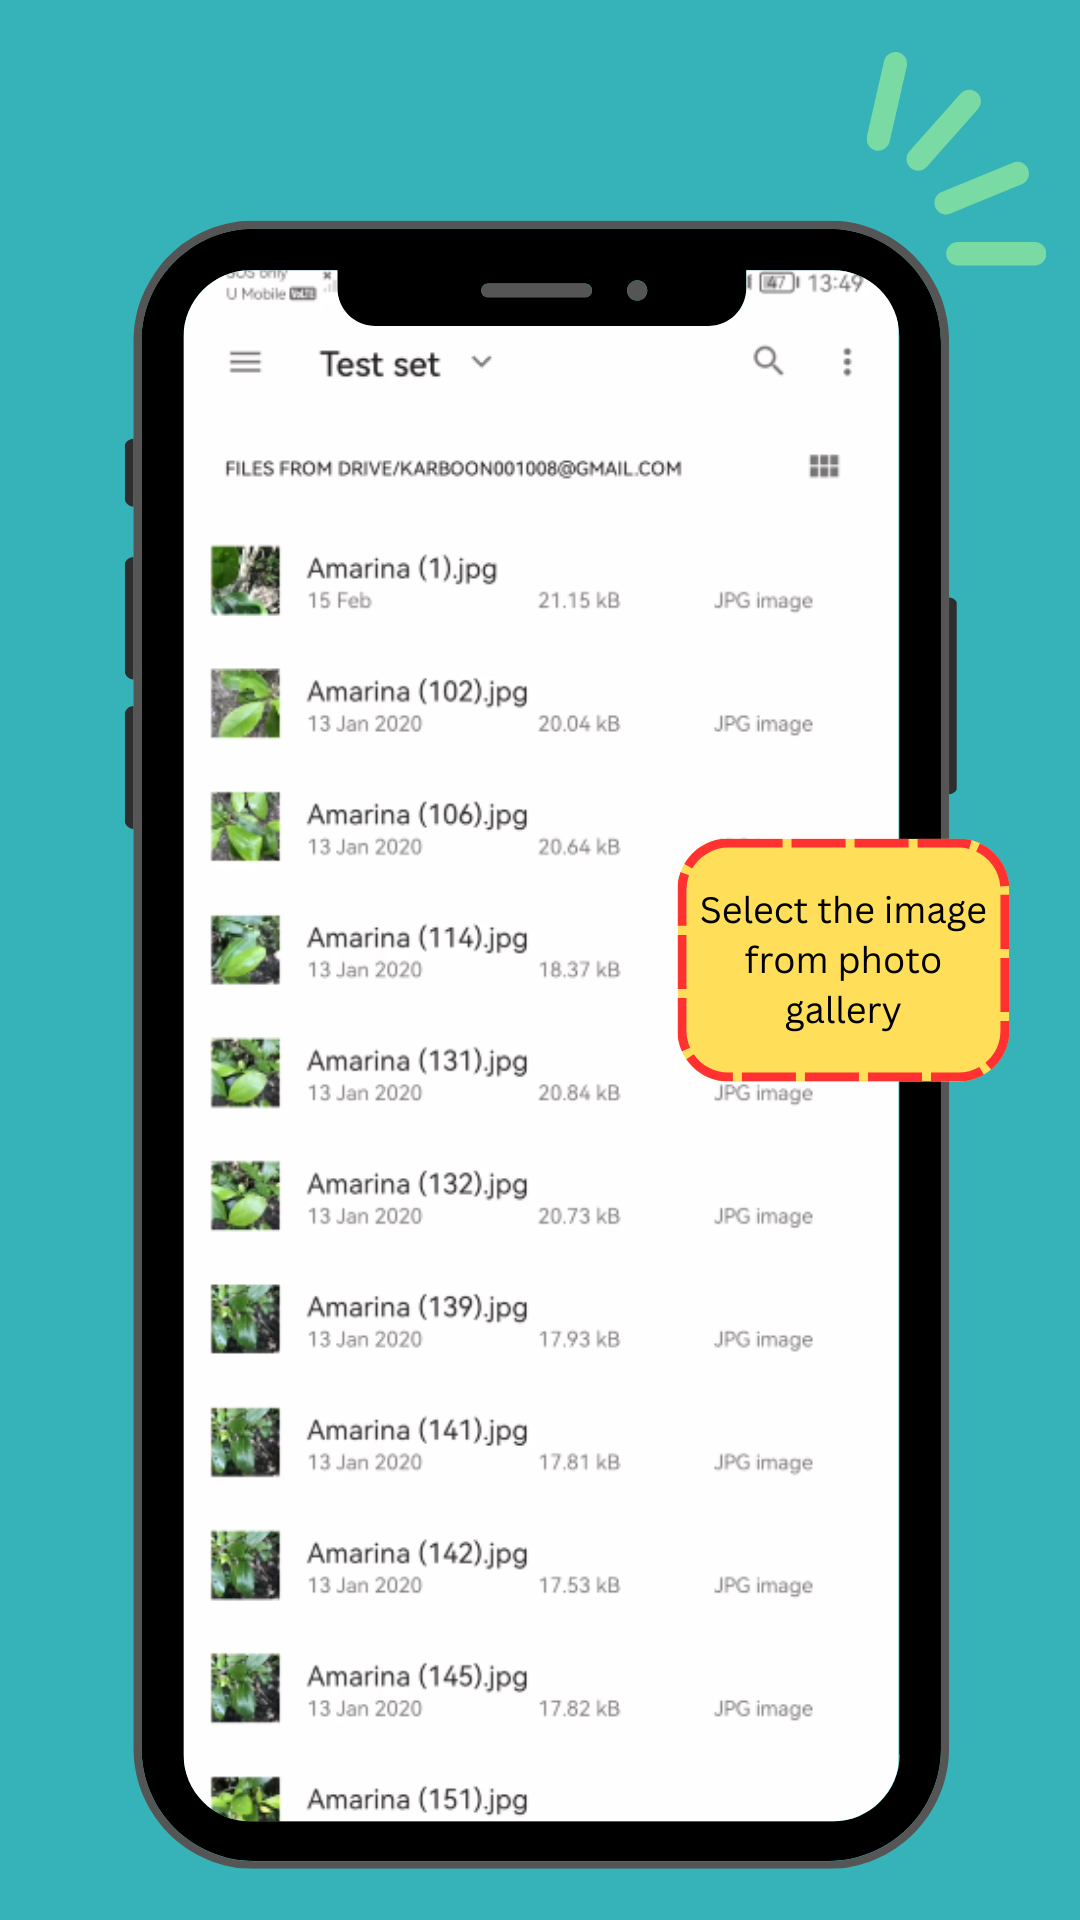 SOS only
U Mobile VoLTE
47 13:49
Test set
FILES FROM DRIVE/KARBOON001008@GMAIL.COM
Amarina (1).jpg
15 Feb 21.15 kB JPG image
Amarina (102).jpg
13 Jan 2020 20.04 kB JPG image
Amarina (106).jpg
13 Jan 2020 20.64 kB
Select the image
from photo
gallery
Amarina (114).jpg
13 Jan 2020 18.37 kB
Amarina (131).jpg
13 Jan 2020 20.84 kB JPG image
Amarina (132).jpg
13 Jan 2020 20.73 kB JPG image
Amarina (139).jpg
13 Jan 2020 17.93 kB JPG image
Amarina (141).jpg
13 Jan 2020 17.81 kB JPG image
Amarina (142).jpg
13 Jan 2020 17.53 kB JPG image
Amarina (145).jpg
13 Jan 2020 17.82 kB JPG image
Amarina (151).jpg